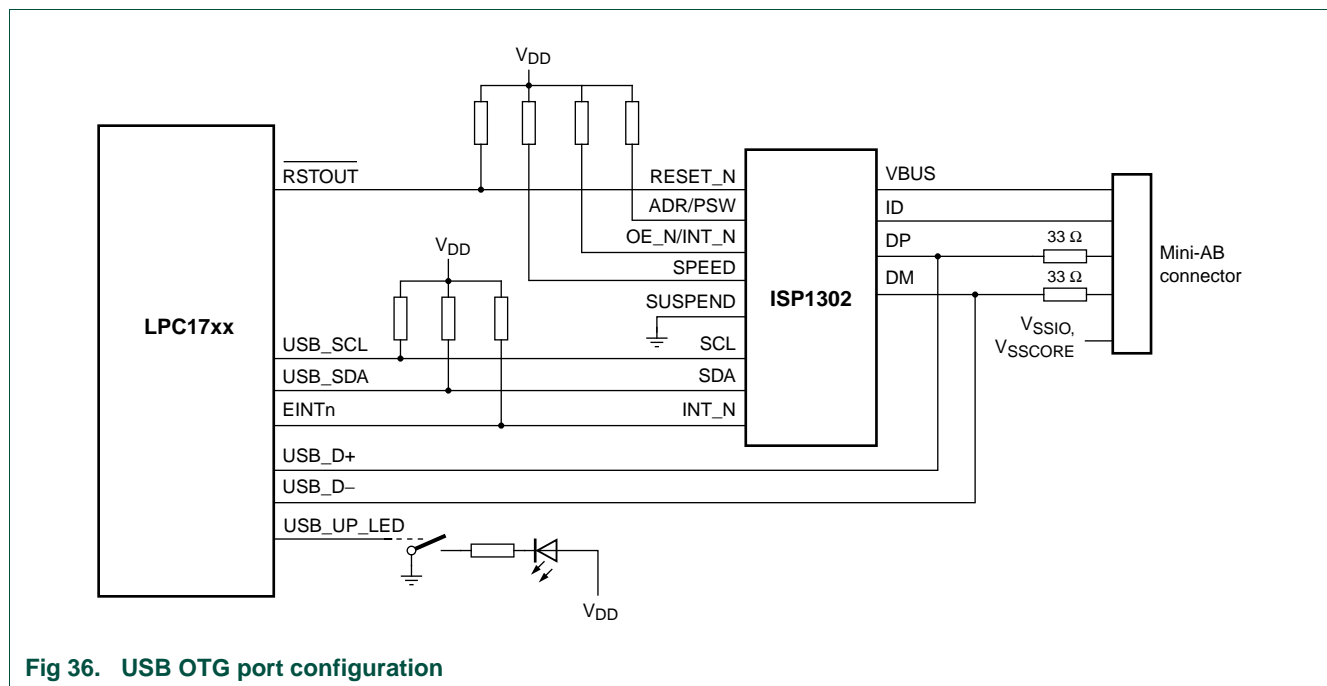 VDD
RSTOUT
RESET_N
ADR/PSW
OE_N/INT_N
SPEED
SUSPEND
VDD
LPC17xx
ISP1302
USB_SCL
SCL
USB_SDA
SDA
EINTn
INT_N
USB_D+
USB_D−
USB_UP_LED
VDD
VBUS
ID
DP
33 Ω
DM
33 Ω
Mini-AB
connector
VSSIO,
VSSCORE
Fig 36. USB OTG port configuration